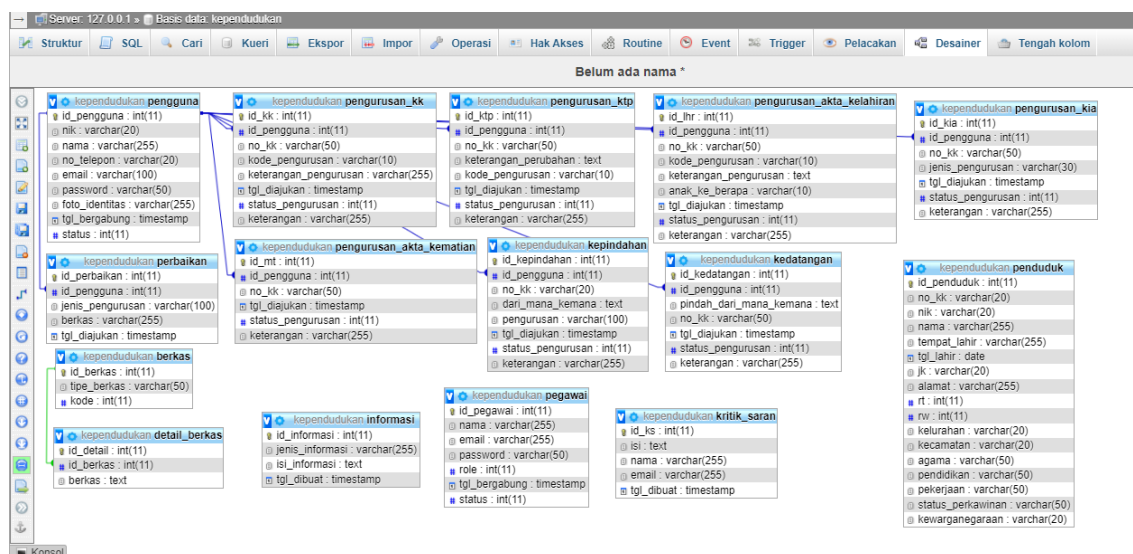 Server: 127.0.0.1 » Basis data: kependudukan
Struktur SQL Cari Kueri Ekspor Impor Operasi Hak Akses Routine Event Trigger Pelacakan Desainer Tengah kolom
Belum ada nama *
kependudukan pengguna
id_pengguna : int(11)
nik : varchar(20)
nama : varchar(255)
no_telepon : varchar(20)
email : varchar(100)
password : varchar(50)
foto_identitas : varchar(255)
tgl_bergabung : timestamp
status : int(11)
kependudukan pengurusan_kk
id_kk : int(11)
id_pengguna : int(11)
no_kk : varchar(50)
kode_pengurusan : varchar(10)
keterangan_pengurusan : varchar(255)
tgl_diajukan : timestamp
status_pengurusan : int(11)
keterangan : varchar(255)
kependudukan pengurusan_ktp
id_ktp : int(11)
id_pengguna : int(11)
no_kk : varchar(50)
keterangan_perubahan : text
kode_pengurusan : varchar(10)
tgl_diajukan : timestamp
status_pengurusan : int(11)
keterangan : varchar(255)
kependudukan pengurusan_akta_kelahiran
id_lhr : int(11)
id_pengguna : int(11)
no_kk : varchar(50)
kode_pengurusan : varchar(10)
keterangan_pengurusan : text
anak_ke_berapa : varchar(10)
tgl_diajukan : timestamp
status_pengurusan : int(11)
keterangan : varchar(255)
kependudukan pengurusan_kia
id_kia : int(11)
id_pengguna : int(11)
no_kk : varchar(50)
jenis_pengurusan : varchar(30)
tgl_diajukan : timestamp
status_pengurusan : int(11)
keterangan : varchar(255)
kependudukan perbaikan
id_perbaikan : int(11)
id_pengguna : int(11)
jenis_pengurusan : varchar(100)
berkas : varchar(255)
tgl_diajukan : timestamp
kependudukan pengurusan_akta_kematian
id_mt : int(11)
id_pengguna : int(11)
no_kk : varchar(50)
tgl_diajukan : timestamp
status_pengurusan : int(11)
keterangan : varchar(255)
kependudukan kepindahan
id_kepindahan : int(11)
id_pengguna : int(11)
no_kk : varchar(20)
dari_mana_kemana : text
pengurusan : varchar(100)
tgl_diajukan : timestamp
status_pengurusan : int(11)
keterangan : varchar(255)
kependudukan kedatangan
id_kedatangan : int(11)
id_pengguna : int(11)
pindah_dari_mana_kemana : text
no_kk : varchar(50)
tgl_diajukan : timestamp
status_pengurusan : int(11)
keterangan : varchar(255)
kependudukan penduduk
id_penduduk : int(11)
no_kk : varchar(20)
nik : varchar(20)
nama : varchar(255)
tempat_lahir : varchar(255)
tgl_lahir : date
jk : varchar(20)
alamat : varchar(255)
rt : int(11)
rw : int(11)
kelurahan : varchar(20)
kecamatan : varchar(20)
agama : varchar(50)
pendidikan : varchar(50)
pekerjaan : varchar(50)
status_perkawinan : varchar(50)
kewarganegaraan : varchar(20)
kependudukan berkas
id_berkas : int(11)
tipe_berkas : varchar(50)
kode : int(11)
kependudukan detail_berkas
id_detail : int(11)
id_berkas : int(11)
berkas : text
kependudukan informasi
id_informasi : int(11)
jenis_informasi : varchar(255)
isi_informasi : text
tgl_dibuat : timestamp
kependudukan pegawai
id_pegawai : int(11)
nama : varchar(255)
email : varchar(255)
password : varchar(50)
role : int(11)
tgl_bergabung : timestamp
status : int(11)
kependudukan kritik_saran
id_ks : int(11)
isi : text
nama : varchar(255)
email : varchar(255)
tgl_dibuat : timestamp
Konsol